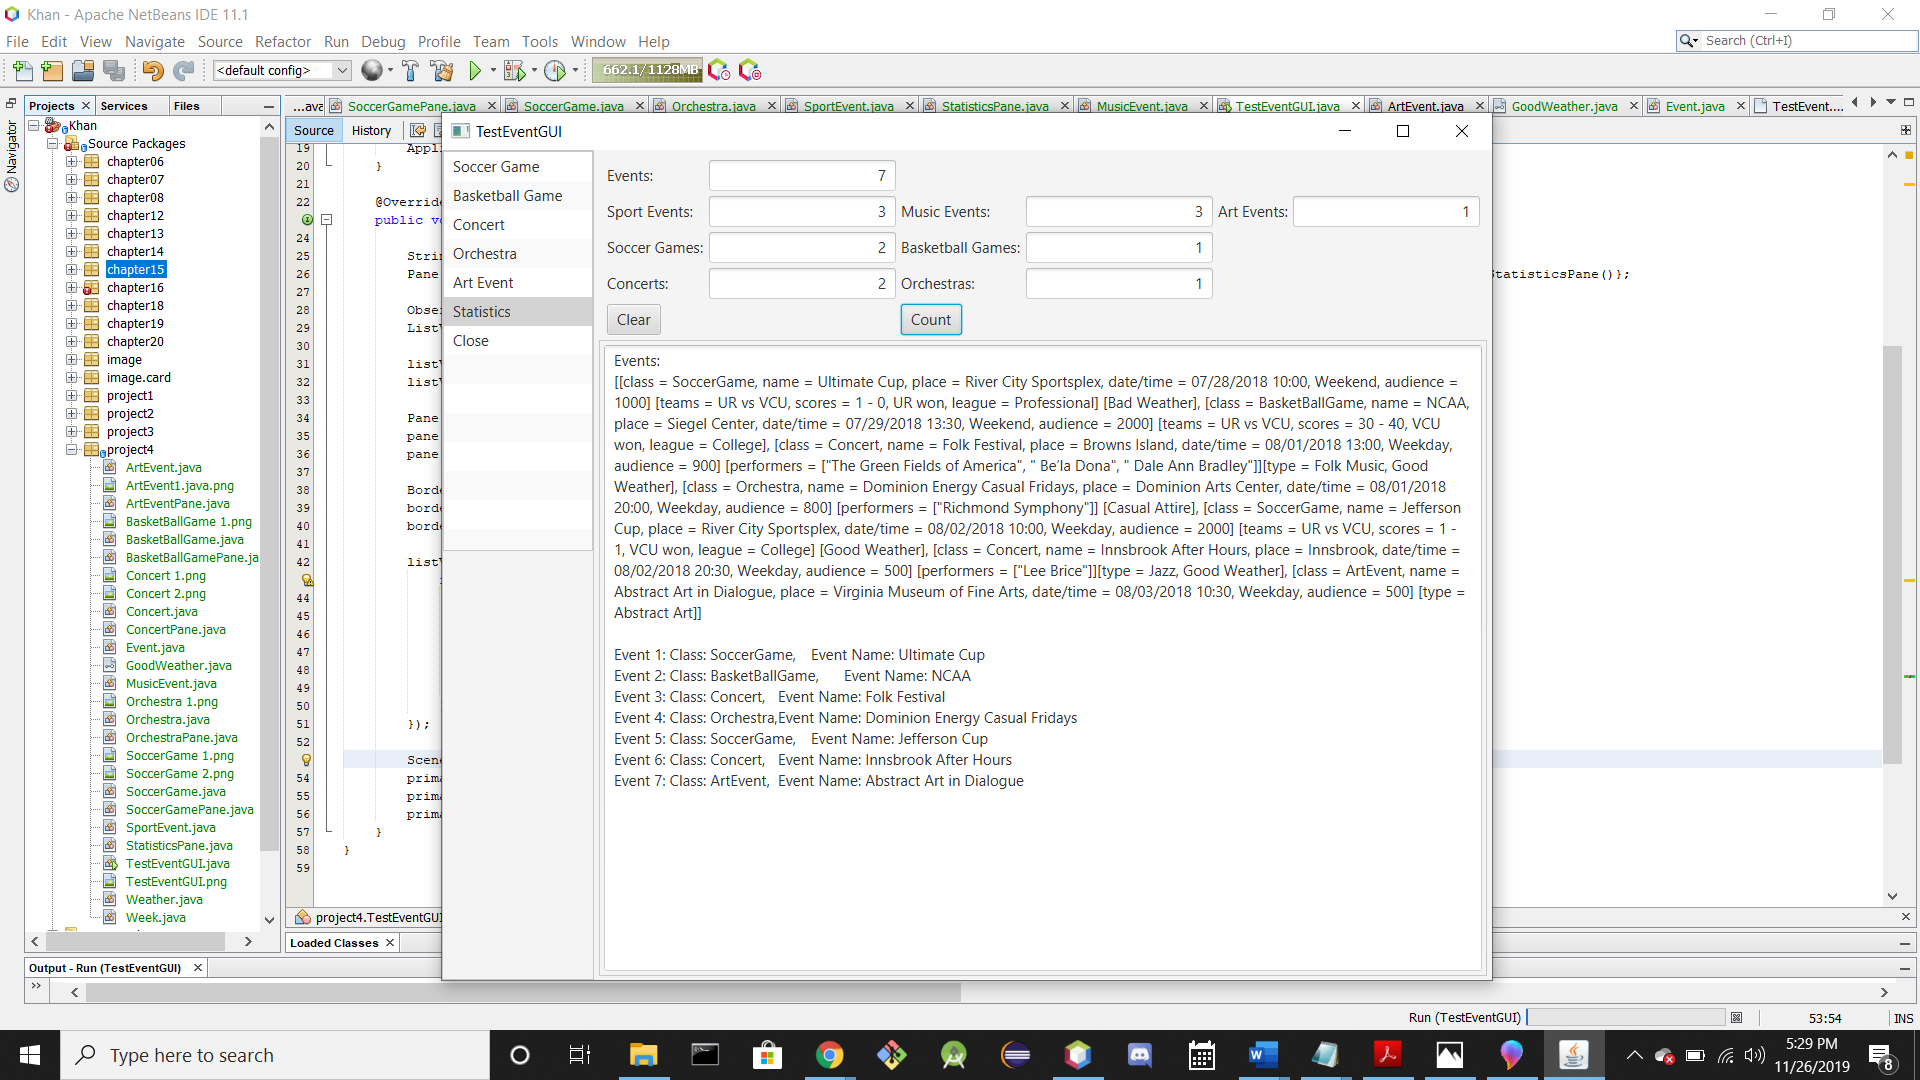 Khan - Apache NetBeans IDE 11.1
File Edit View Navigate Source Refactor Run Debug Profile Team Tools Window Help
Search (Ctrl+I)
<default config>
662.1/1128MB
Projects Services Files
...ava SoccerGamePane.java SoccerGame.java Orchestra.java SportEvent.java StatisticsPane.java MusicEvent.java TestEventGUI.java ArtEvent.java GoodWeather.java Event.java TestEvent....
Navigator
Khan
Source Packages
chapter06
chapter07
chapter08
chapter12
chapter13
chapter14
chapter15
chapter16
chapter18
chapter19
chapter20
image
image.card
project1
project2
project3
project4
ArtEvent.java
ArtEvent1.java.png
ArtEventPane.java
BasketBallGame 1.png
BasketBallGame.java
BasketBallGamePane.ja
Concert 1.png
Concert 2.png
Concert.java
ConcertPane.java
Event.java
GoodWeather.java
MusicEvent.java
Orchestra 1.png
Orchestra.java
OrchestraPane.java
SoccerGame 1.png
SoccerGame 2.png
SoccerGame.java
SoccerGamePane.java
SportEvent.java
StatisticsPane.java
TestEventGUI.java
TestEventGUI.png
Weather.java
Week.java
Source History
19 Appli
20 }
21
22 @Override
public vo
24
25 Strin
26 Pane
tatisticsPane()};
27
28 Obser
29 ListV
30
31 listV
32 listV
33
34 Pane
35 pane
36 pane
37
38 Borde
39 borde
40 borde
41
42 listV
44
45
46
47
48
49
50
51 });
52
Scene
54 prima
55 prima
56 prima
57 }
58 }
59
project4.TestEventGUI
Loaded Classes
Output - Run (TestEventGUI)
TestEventGUI
Soccer Game
Basketball Game
Concert
Orchestra
Art Event
Statistics
Close
Events: 7
Sport Events: 3 Music Events: 3 Art Events: 1
Soccer Games: 2 Basketball Games: 1
Concerts: 2 Orchestras: 1
Clear Count
Events:
[[class = SoccerGame, name = Ultimate Cup, place = River City Sportsplex, date/time = 07/28/2018 10:00, Weekend, audience =
1000] [teams = UR vs VCU, scores = 1 - 0, UR won, league = Professional] [Bad Weather], [class = BasketBallGame, name = NCAA,
place = Siegel Center, date/time = 07/29/2018 13:30, Weekend, audience = 2000] [teams = UR vs VCU, scores = 30 - 40, VCU
won, league = College], [class = Concert, name = Folk Festival, place = Browns Island, date/time = 08/01/2018 13:00, Weekday,
audience = 900] [performers = ["The Green Fields of America", " Be’la Dona", " Dale Ann Bradley"]][type = Folk Music, Good
Weather], [class = Orchestra, name = Dominion Energy Casual Fridays, place = Dominion Arts Center, date/time = 08/01/2018
20:00, Weekday, audience = 800] [performers = ["Richmond Symphony"]] [Casual Attire], [class = SoccerGame, name = Jefferson
Cup, place = River City Sportsplex, date/time = 08/02/2018 10:00, Weekday, audience = 2000] [teams = UR vs VCU, scores = 1 -
1, VCU won, league = College] [Good Weather], [class = Concert, name = Innsbrook After Hours, place = Innsbrook, date/time =
08/02/2018 20:30, Weekday, audience = 500] [performers = ["Lee Brice"]][type = Jazz, Good Weather], [class = ArtEvent, name =
Abstract Art in Dialogue, place = Virginia Museum of Fine Arts, date/time = 08/03/2018 10:30, Weekday, audience = 500] [type =
Abstract Art]]
Event 1: Class: SoccerGame, Event Name: Ultimate Cup
Event 2: Class: BasketBallGame, Event Name: NCAA
Event 3: Class: Concert, Event Name: Folk Festival
Event 4: Class: Orchestra,Event Name: Dominion Energy Casual Fridays
Event 5: Class: SoccerGame, Event Name: Jefferson Cup
Event 6: Class: Concert, Event Name: Innsbrook After Hours
Event 7: Class: ArtEvent, Event Name: Abstract Art in Dialogue
Run (TestEventGUI) 53:54 INS
Type here to search
5:29 PM
11/26/2019
8